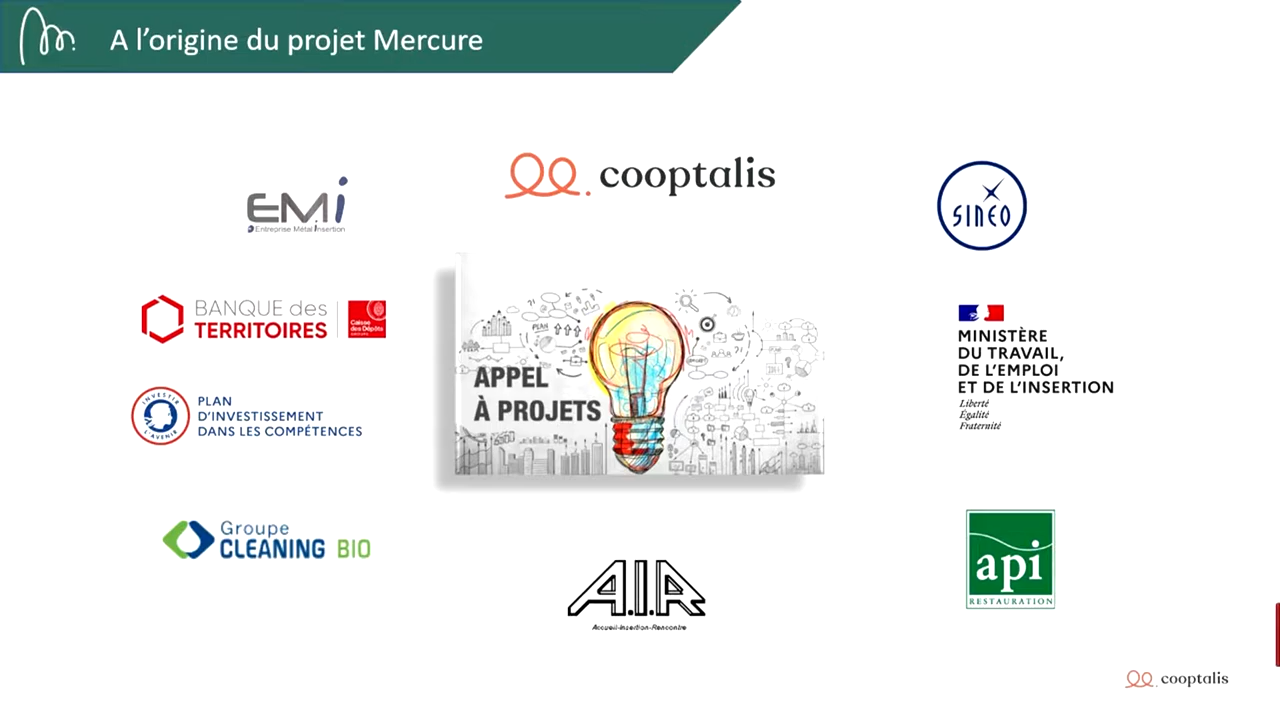 A l'origine du projet Mercure
EMi
Entreprise Métal Insertion
cooptalis
SINEO
BANQUE des
TERRITOIRES
Caisse
des Dépôts
GROUPE
MINISTÈRE
DU TRAVAIL,
DE L'EMPLOI
ET DE L'INSERTION
Liberté
Égalité
Fraternité
PLAN
APPEL
À PROJETS
INVESTIR
L'AVENIR
PLAN
D'INVESTISSEMENT
DANS LES COMPÉTENCES
Groupe
CLEANING BIO
A.I.R
Accueil-Insertion-Rencontre
api
RESTAURATION
cooptalis